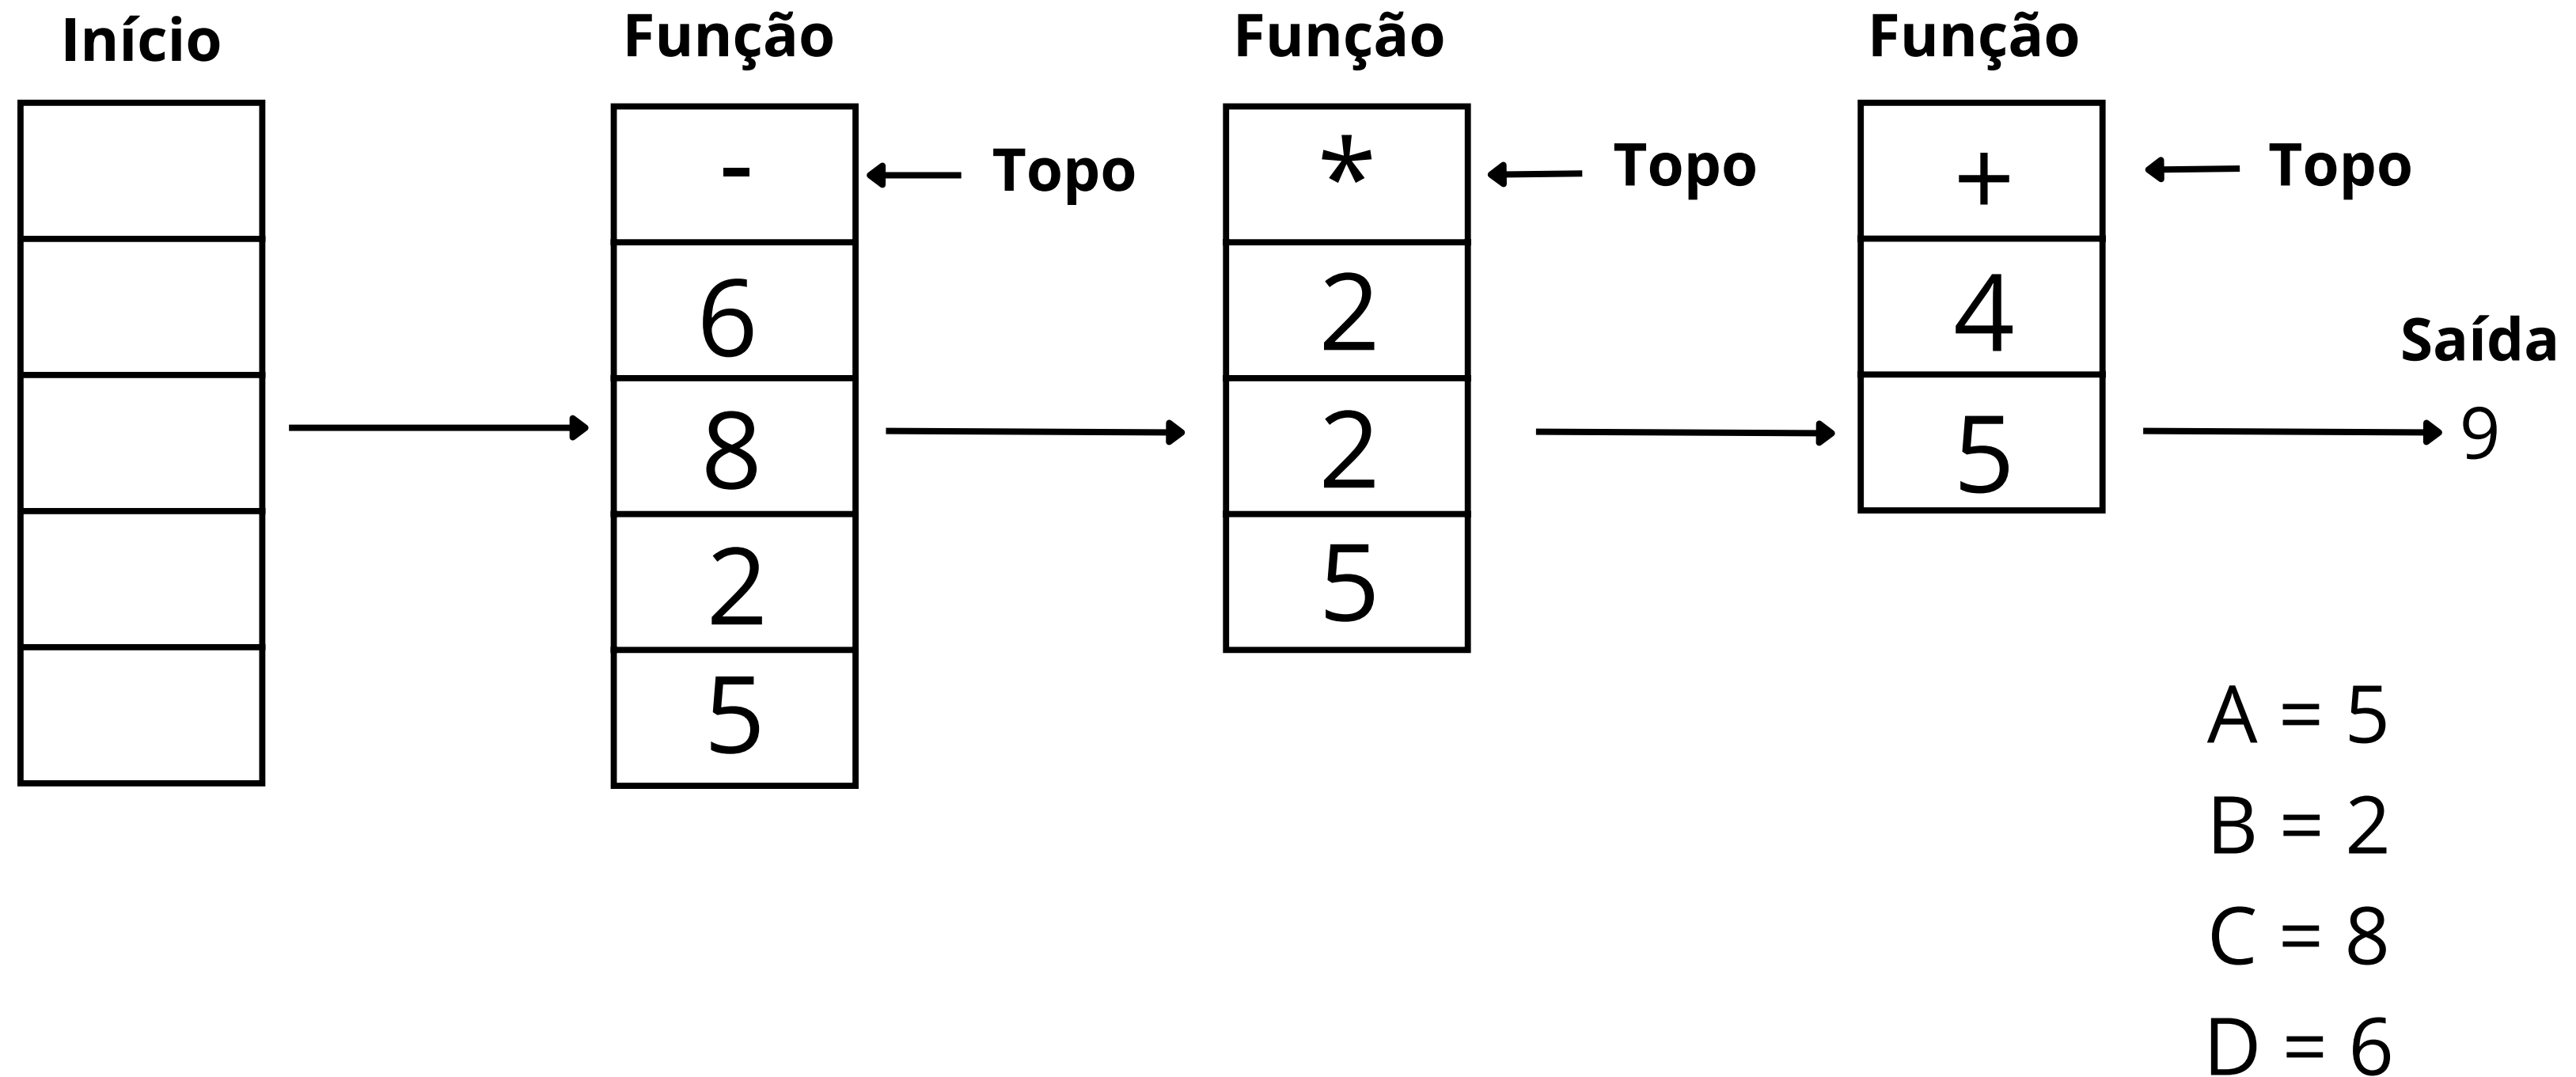 Início
Função
Função
Função
-
Topo
*
Topo
+
Topo
6
2
4
8
2
5
Saída
9
2
5
5
A = 5
B = 2
C = 8
D = 6